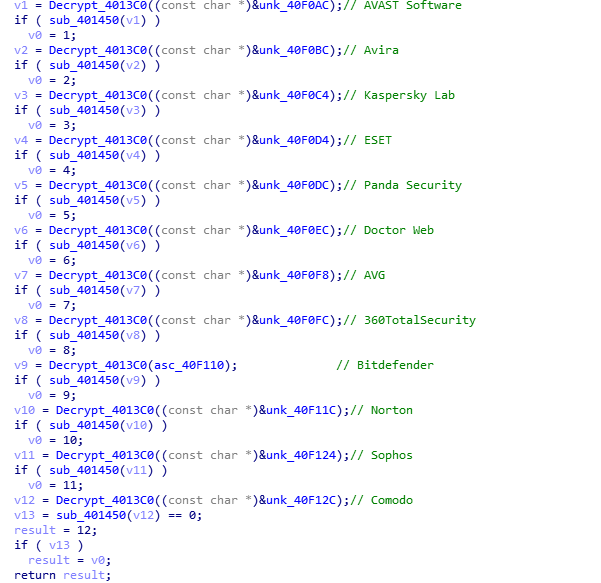 v1 = Decrypt_4013C0((const char *)&unk_40F0AC);// AVAST Software
if ( sub_401450(v1) )
v0 = 1;
v2 = Decrypt_4013C0((const char *)&unk_40F0BC);// Avira
if ( sub_401450(v2) )
v0 = 2;
v3 = Decrypt_4013C0((const char *)&unk_40F0C4);// Kaspersky Lab
if ( sub_401450(v3) )
v0 = 3;
v4 = Decrypt_4013C0((const char *)&unk_40F0D4);// ESET
if ( sub_401450(v4) )
v0 = 4;
v5 = Decrypt_4013C0((const char *)&unk_40F0DC);// Panda Security
if ( sub_401450(v5) )
v0 = 5;
v6 = Decrypt_4013C0((const char *)&unk_40F0EC);// Doctor Web
if ( sub_401450(v6) )
v0 = 6;
v7 = Decrypt_4013C0((const char *)&unk_40F0F8);// AVG
if ( sub_401450(v7) )
v0 = 7;
v8 = Decrypt_4013C0((const char *)&unk_40F0FC);// 360TotalSecurity
if ( sub_401450(v8) )
v0 = 8;
v9 = Decrypt_4013C0(asc_40F110); // Bitdefender
if ( sub_401450(v9) )
v0 = 9;
v10 = Decrypt_4013C0((const char *)&unk_40F11C);// Norton
if ( sub_401450(v10) )
v0 = 10;
v11 = Decrypt_4013C0((const char *)&unk_40F124);// Sophos
if ( sub_401450(v11) )
v0 = 11;
v12 = Decrypt_4013C0((const char *)&unk_40F12C);// Comodo
v13 = sub_401450(v12) == 0;
result = 12;
if ( v13 )
result = v0;
return result;